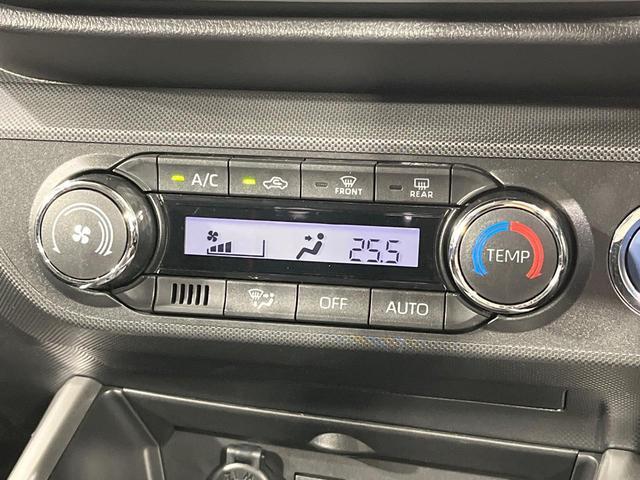 A/C FRONT REAR
25.5
TEMP
OFF AUTO